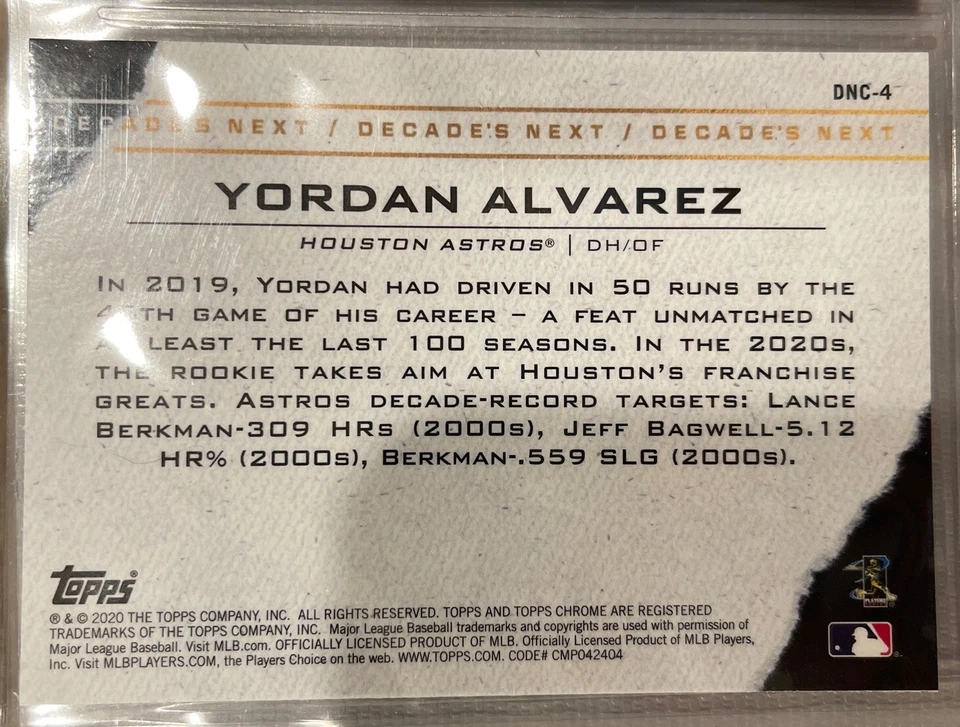 DNC-4
DECADE'S NEXT / DECADE'S NEXT / DECADE'S NEXT
YORDAN ALVAREZ
HOUSTON ASTROS® | DH/OF
IN 2019, YORDAN HAD DRIVEN IN 50 RUNS BY THE
TH GAME OF HIS CAREER – A FEAT UNMATCHED IN
LEAST THE LAST 100 SEASONS. IN THE 2020S,
THE ROOKIE TAKES AIM AT HOUSTON'S FRANCHISE
GREATS. ASTROS DECADE-RECORD TARGETS: LANCE
BERKMAN-309 HRS (2000S), JEFF BAGWELL-5.12
HR% (2000S), BERKMAN-.559 SLG (2000S).
Topps®
® & © 2020 THE TOPPS COMPANY, INC. ALL RIGHTS RESERVED. TOPPS AND TOPPS CHROME ARE REGISTERED
TRADEMARKS OF THE TOPPS COMPANY, INC. Major League Baseball trademarks and copyrights are used with permission of
Major League Baseball. Visit MLB.com. OFFICIALLY LICENSED PRODUCT OF MLB. Officially Licensed Product of MLB Players,
Inc. Visit MLBPLAYERS.COM, the Players Choice on the web. WWW.TOPPS.COM. CODE# CMP042404